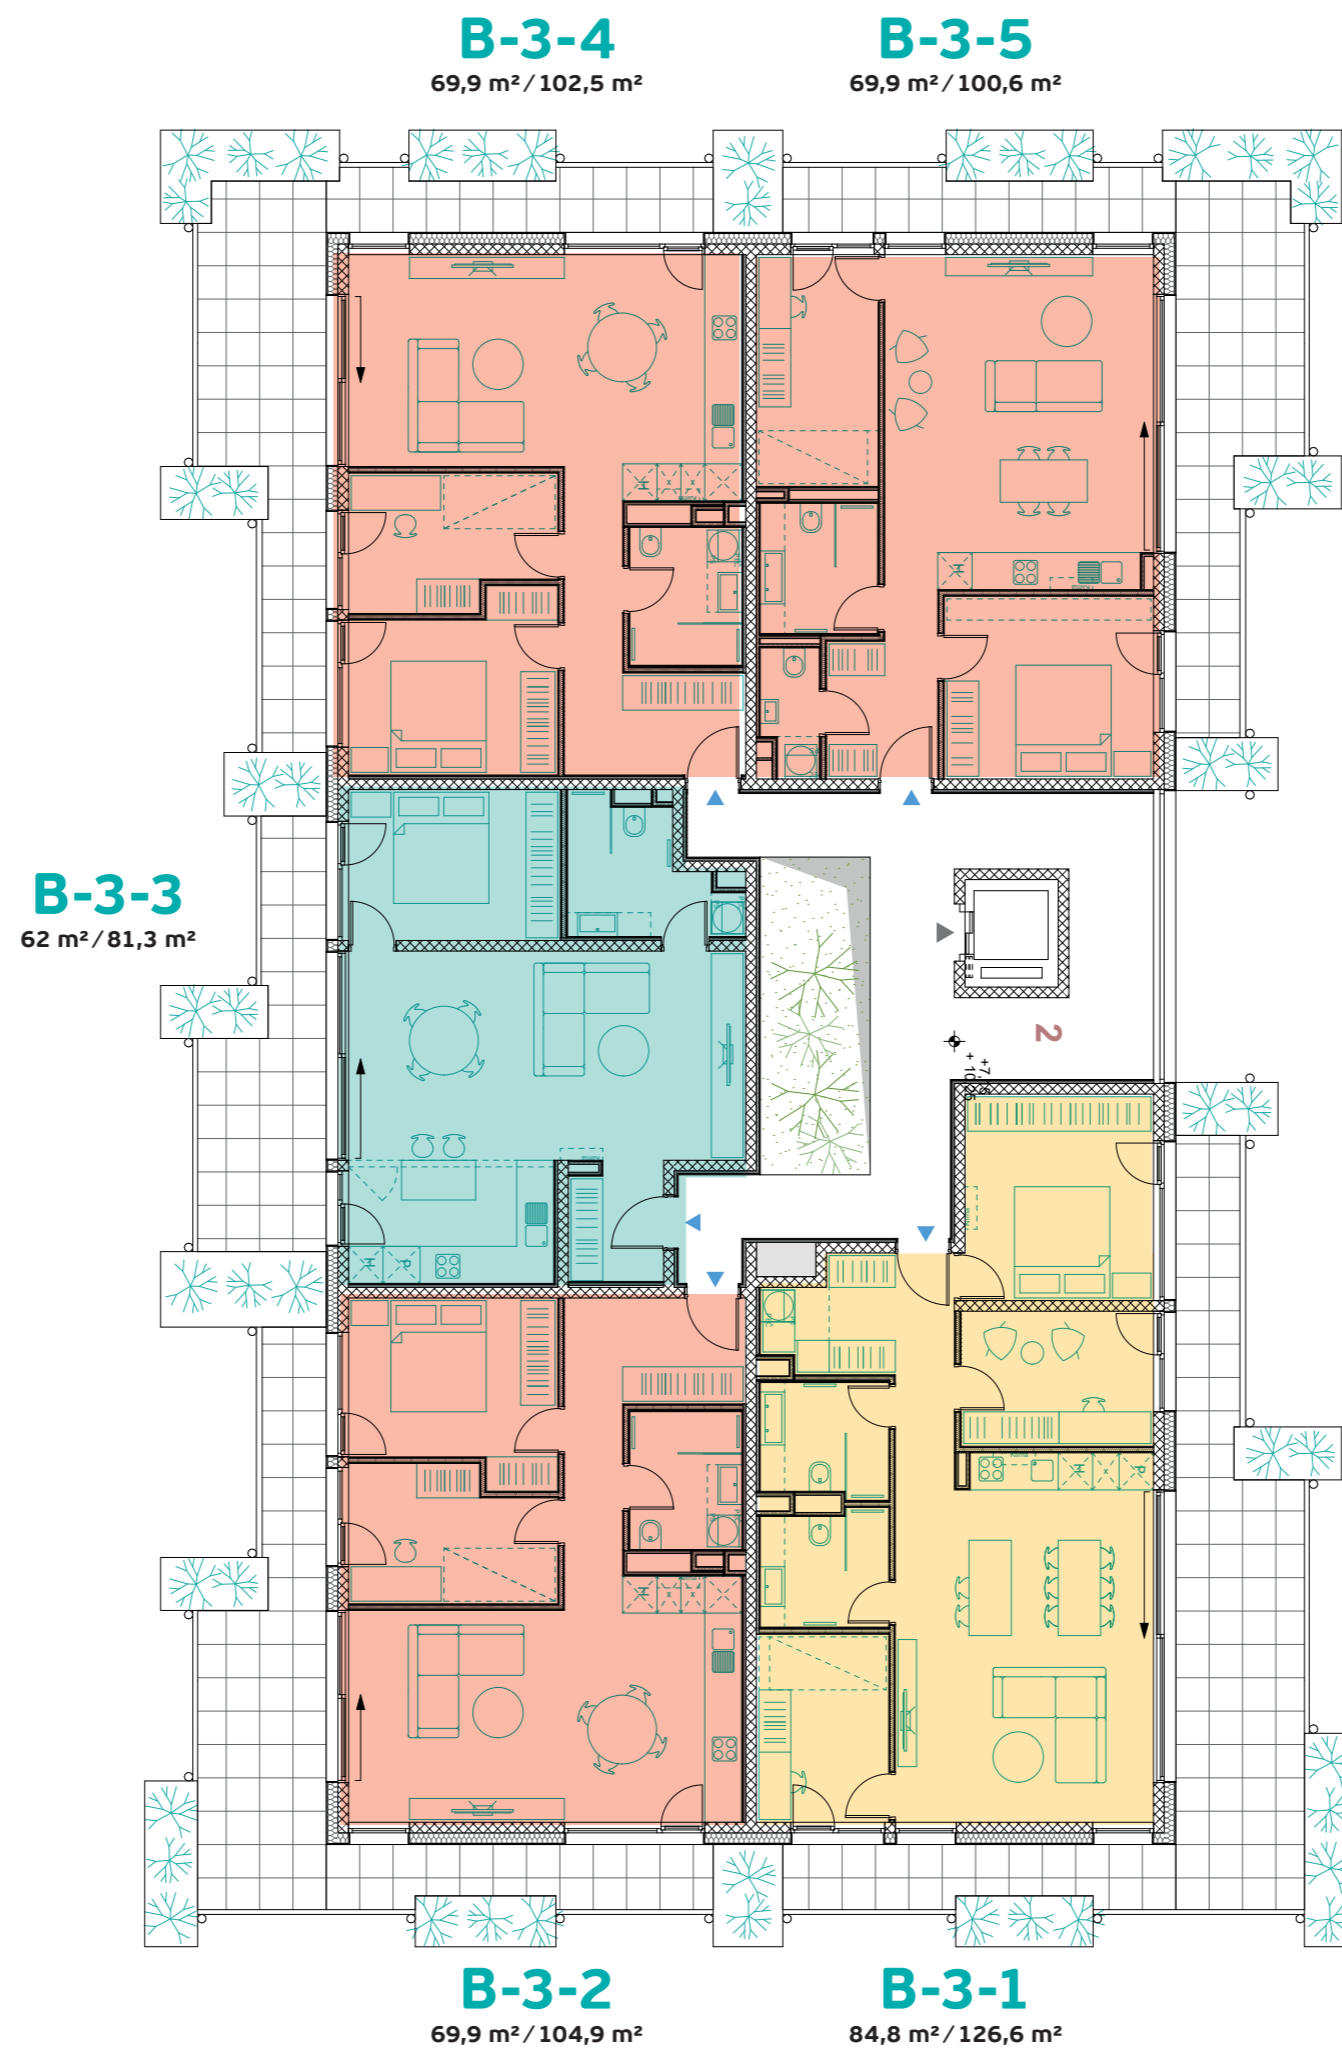 B-3-4
69,9 m² / 102,5 m²
B-3-5
69,9 m² / 100,6 m²
H
x
x
H
B-3-3
62 m² / 81,3 m²
2
H
P
H
x
P
H
x
x
B-3-2
69,9 m² / 104,9 m²
B-3-1
84,8 m² / 126,6 m²